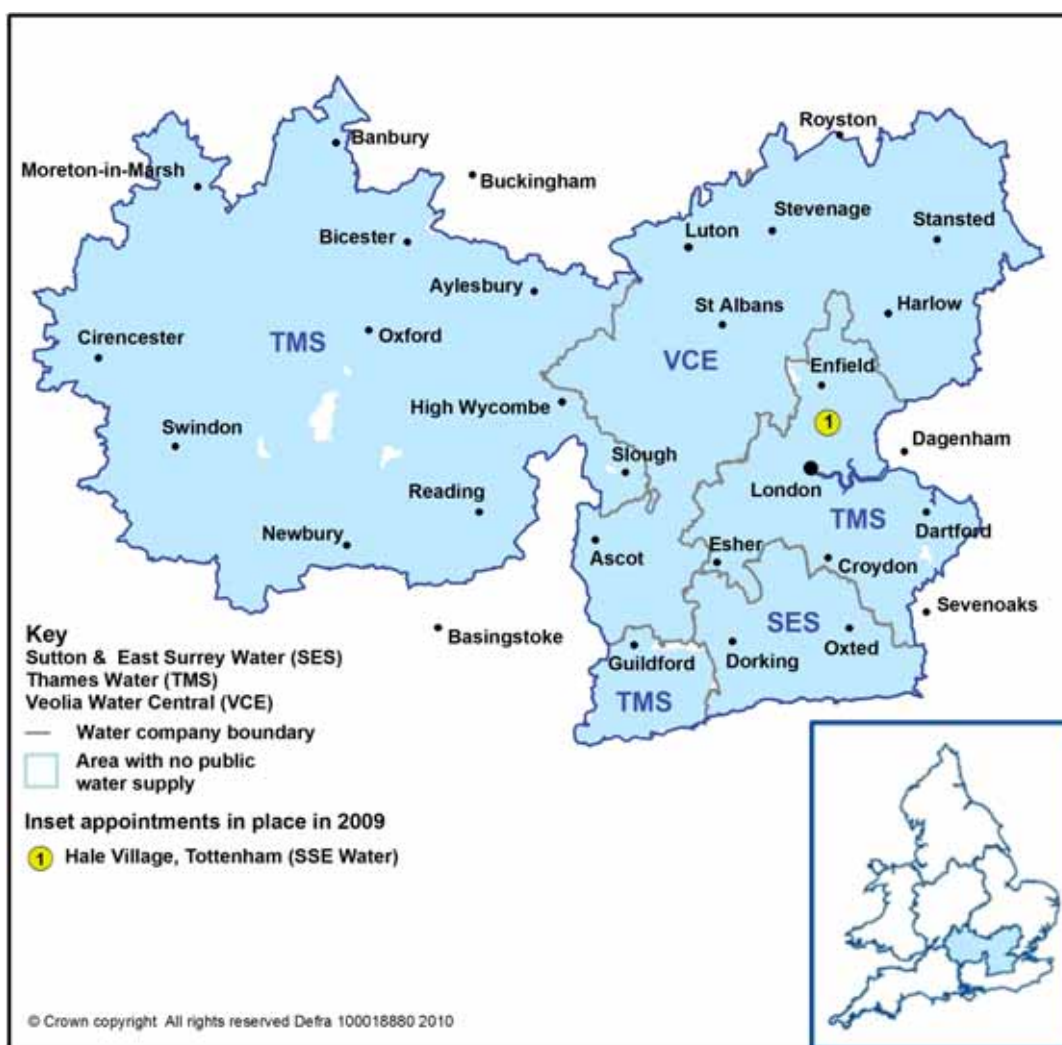 Royston
Banbury
Moreton-in-Marsh
Buckingham
Stevenage
Stansted
Luton
Bicester
Aylesbury
St Albans
Harlow
Cirencester
TMS
Oxford
VCE
Enfield
High Wycombe
1
Swindon
Slough
Dagenham
Reading
London
TMS
Dartford
Newbury
Ascot
Esher
Croydon
Sevenoaks
Basingstoke
SES
Guildford
Dorking
Oxted
TMS
Key
Sutton & East Surrey Water (SES)
Thames Water (TMS)
Veolia Water Central (VCE)
Water company boundary
Area with no public
water supply
Inset appointments in place in 2009
1 Hale Village, Tottenham (SSE Water)
© Crown copyright All rights reserved Defra 100018880 2010